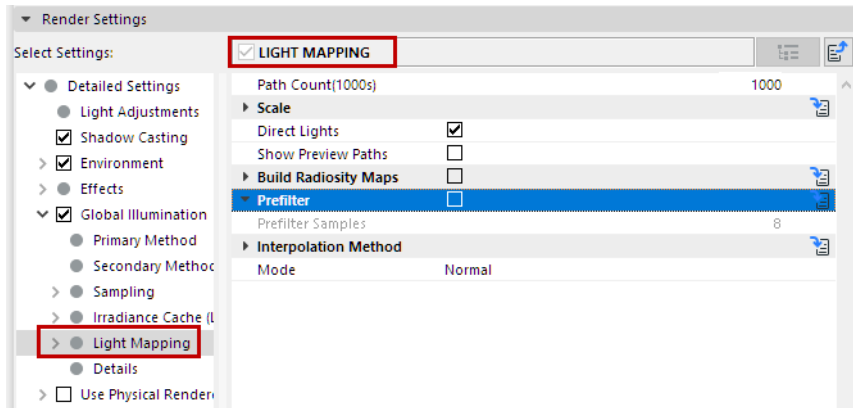 Render Settings
Select Settings:
LIGHT MAPPING
Detailed Settings
Light Adjustments
Shadow Casting
Environment
Effects
Global Illumination
Primary Method
Secondary Method
Sampling
Irradiance Cache (L
Light Mapping
Details
Use Physical Render
Path Count(1000s) 1000
Scale
Direct Lights
Show Preview Paths
Build Radiosity Maps
Prefilter
Prefilter Samples 8
Interpolation Method
Mode Normal